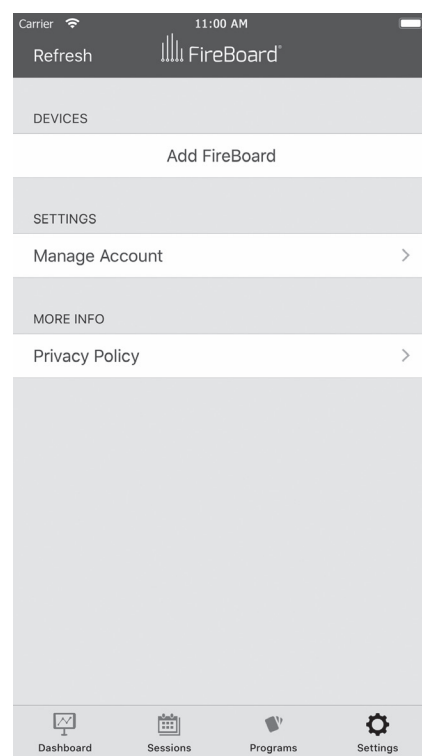 Carrier 11:00 AM
Refresh FireBoard®
DEVICES
Add FireBoard
SETTINGS
Manage Account
MORE INFO
Privacy Policy
Dashboard Sessions Programs Settings